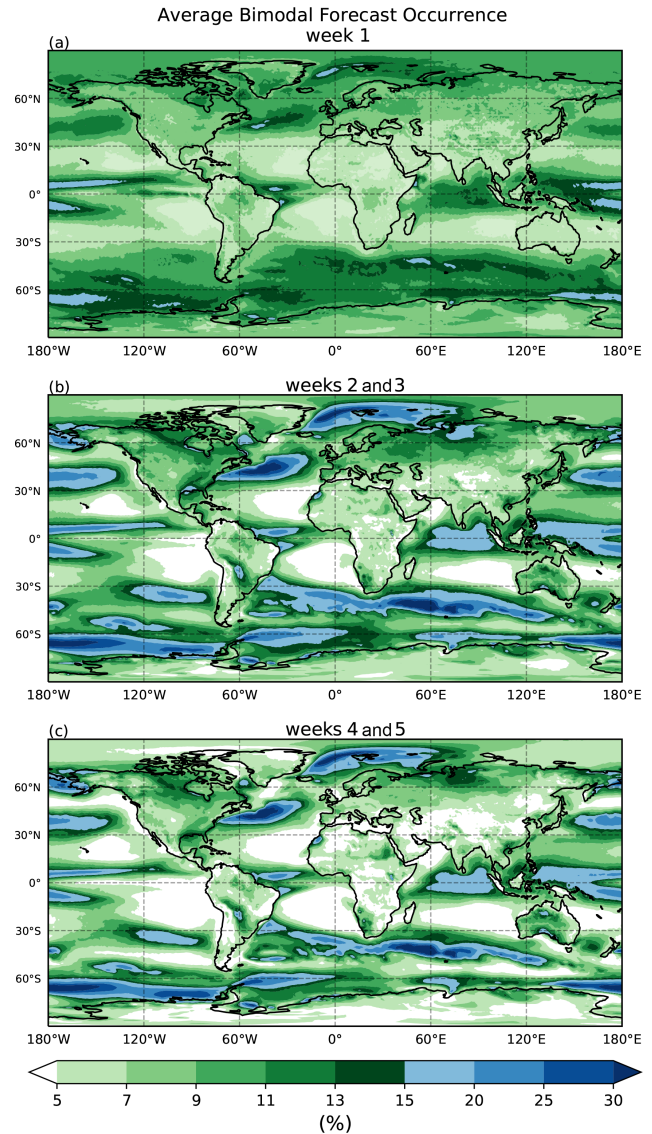 Average Bimodal Forecast Occurrence
week 1
(a)
60°N
30°N
0°
30°S
60°S
180°W 120°W 60°W 0° 60°E 120°E 180°E
(b) weeks 2 and 3
60°N
30°N
0°
30°S
60°S
180°W 120°W 60°W 0° 60°E 120°E 180°E
(c) weeks 4 and 5
60°N
30°N
0°
30°S
60°S
180°W 120°W 60°W 0° 60°E 120°E 180°E
5 7 9 11 13 15 20 25 30
(%)